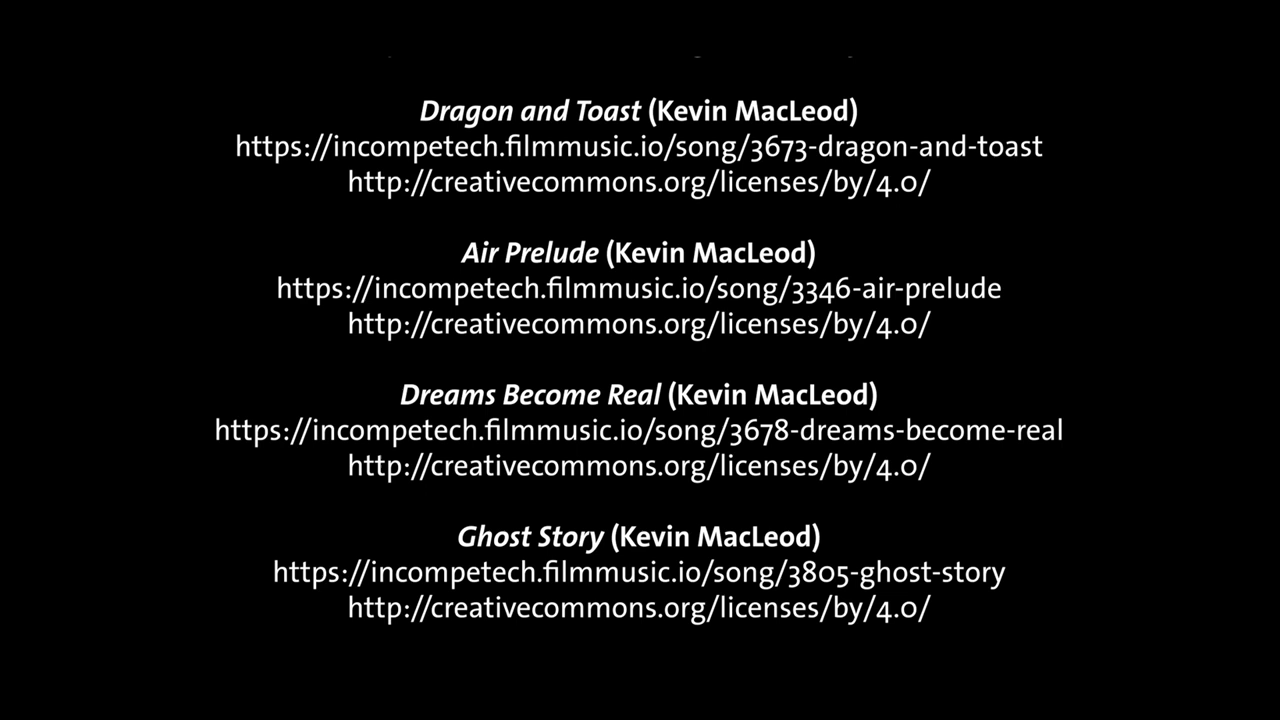 Dragon and Toast (Kevin MacLeod)
https://incompetech.filmmusic.io/song/3673-dragon-and-toast
http://creativecommons.org/licenses/by/4.0/
Air Prelude (Kevin MacLeod)
https://incompetech.filmmusic.io/song/3346-air-prelude
http://creativecommons.org/licenses/by/4.0/
Dreams Become Real (Kevin MacLeod)
https://incompetech.filmmusic.io/song/3678-dreams-become-real
http://creativecommons.org/licenses/by/4.0/
Ghost Story (Kevin MacLeod)
https://incompetech.filmmusic.io/song/3805-ghost-story
http://creativecommons.org/licenses/by/4.0/